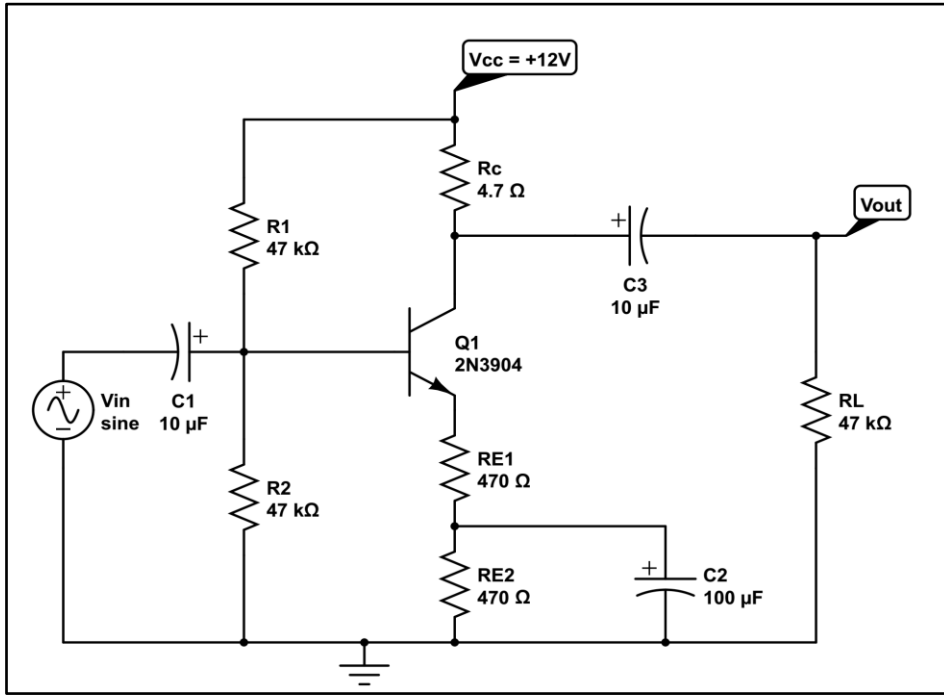 Vcc = +12V
Rc
4.7 Ω
Vout
R1
47 kΩ
+
C3
10 µF
Q1
2N3904
+
+
−
Vin
sine
C1
10 µF
RL
47 kΩ
RE1
470 Ω
R2
47 kΩ
+
RE2
470 Ω
C2
100 µF